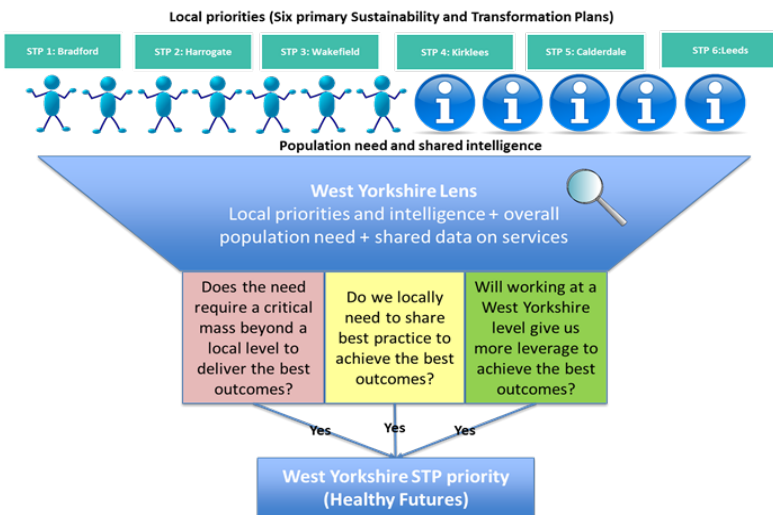 Local priorities (Six primary Sustainability and Transformation Plans)
STP 1: Bradford
STP 2: Harrogate
STP 3: Wakefield
STP 4: Kirklees
STP 5: Calderdale
STP 6:Leeds
i i i i i
Population need and shared intelligence
West Yorkshire Lens
Local priorities and intelligence + overall
population need + shared data on services
Does the need
require a critical
mass beyond a
local level to
deliver the best
outcomes?
Do we locally
need to share
best practice to
achieve the best
outcomes?
Will working at a
West Yorkshire
level give us
more leverage to
achieve the best
outcomes?
Yes
Yes
Yes
West Yorkshire STP priority
(Healthy Futures)